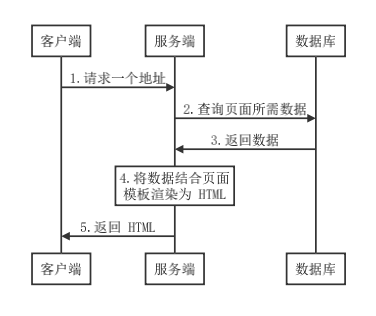 客户端 服务端 数据库
1.请求一个地址
2.查询页面所需数据
3.返回数据
4.将数据结合页面
模板渲染为 HTML
5.返回 HTML
客户端 服务端 数据库